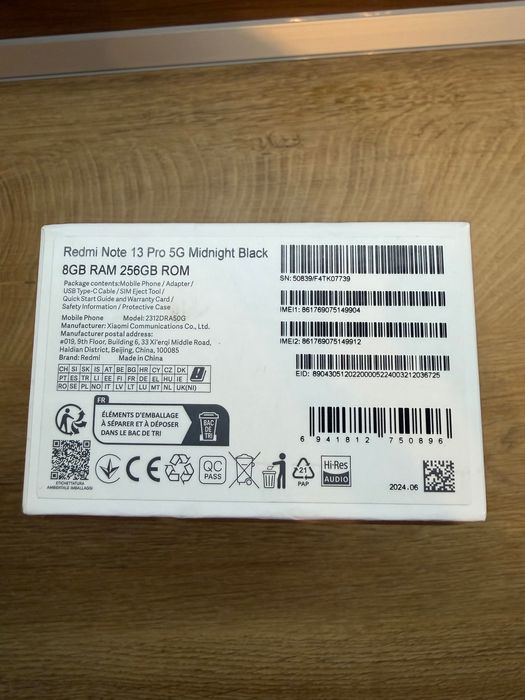 Redmi Note 13 Pro 5G Midnight Black
8GB RAM 256GB ROM
Package contents:Mobile Phone / Adapter /
USB Type-C Cable / SIM Eject Tool /
Quick Start Guide and Warranty Card /
Safety Information / Protective Case
Mobile Phone Model: 2312DRA50G
Manufacturer: Xiaomi Communications Co., Ltd.
Manufacturer postal address:
#019, 9th Floor, Building 6, 33 Xi'erqi Middle Road,
Haidian District, Beijing, China, 100085
Brand: Redmi Made in China
CH SI SK IS AT BE BG HR CY CZ DK
PT ES TR LI EE FI FR DE EL HU IE
RO SE PL NO IT LV LT LU MT NL UK(NI)
SN: 50839/F4TK07739
IMEI1: 861769075149904
IMEI2: 861769075149912
EID: 89043051202200005224003212036725
6 941812 750896
FR
ÉLÉMENTS D'EMBALLAGE
À SÉPARER ET À DÉPOSER
DANS LE BAC DE TRI
BAC
DE
TRI
ETICHETTATURA
AMBIENTALE IMBALLAGGI
CE
QC
PASS
21
PAP
Hi-Res
AUDIO
2024.06